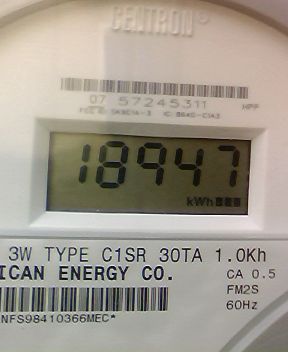 CENTRON®
07 57245311
HPP
18947
kWh
3W TYPE C1SR 30TA 1.0Kh
ICAN ENERGY CO.
CA 0.5
FM2S
60Hz
NFS98410366MEC*